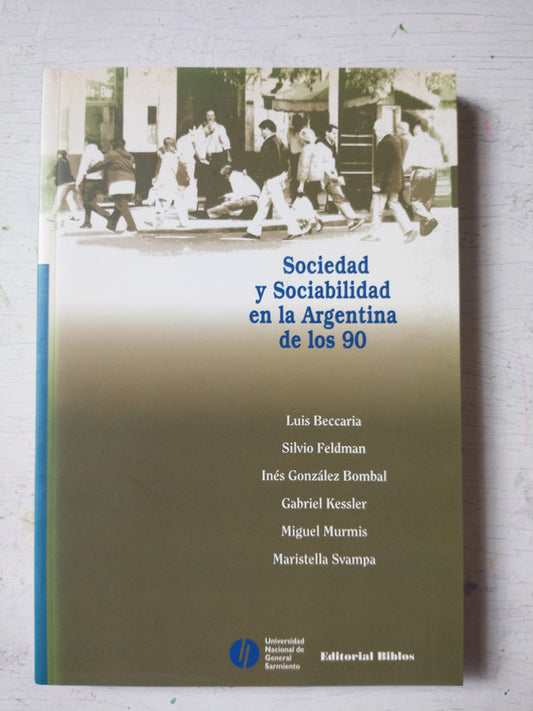 Bar
Sociedad
y Sociabilidad
en la Argentina
de los 90
Luis Beccaria
Silvio Feldman
Inés González Bombal
Gabriel Kessler
Miguel Murmis
Maristella Svampa
Universidad
Nacional de
General
Sarmiento
Editorial Biblos